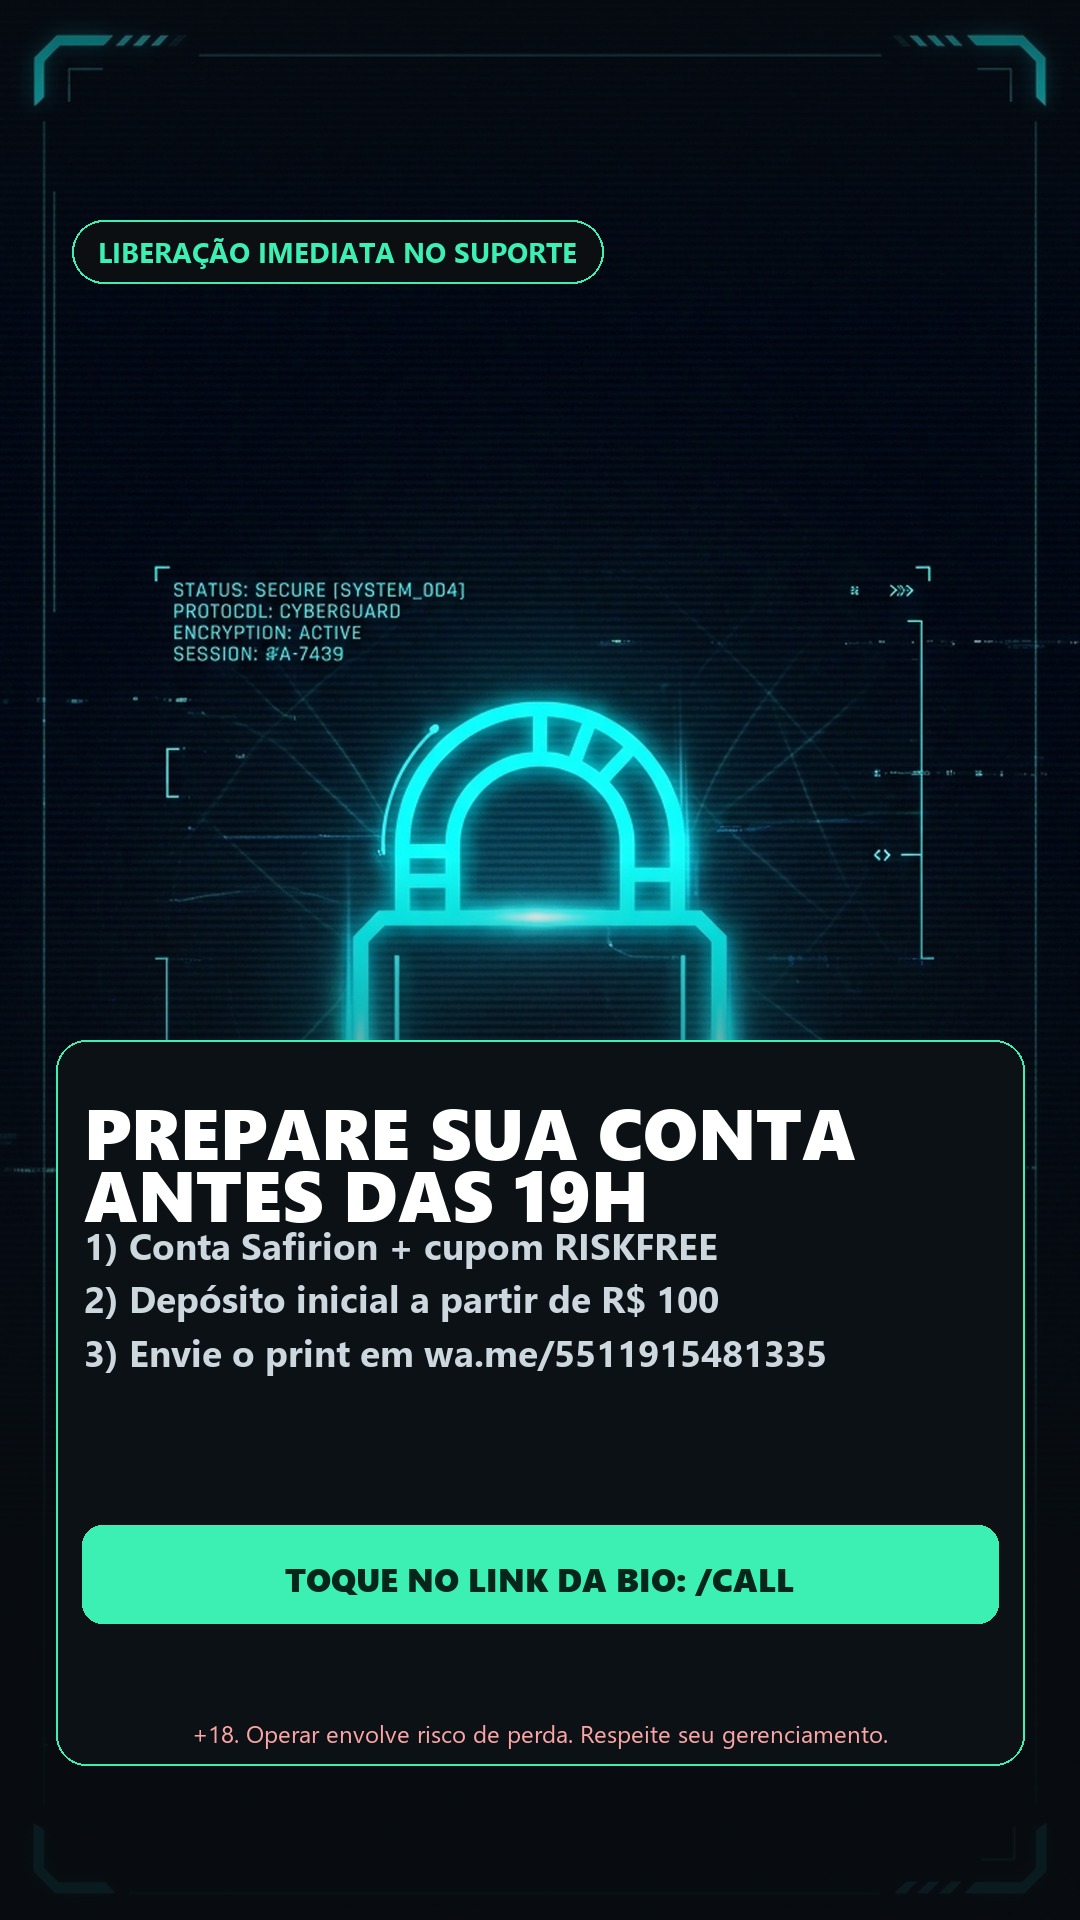 LIBERAÇÃO IMEDIATA NO SUPORTE
STATUS: SECURE [SYSTEM_0D4]
PROTOCDL: CYBERGUARD
ENCRYPTION: ACTIVE
SESSION: A-7439
PREPARE SUA CONTA
ANTES DAS 19H
1) Conta Safirion + cupom RISKFREE
2) Depósito inicial a partir de R$ 100
3) Envie o print em wa.me/5511915481335
TOQUE NO LINK DA BIO: /CALL
+18. Operar envolve risco de perda. Respeite seu gerenciamento.